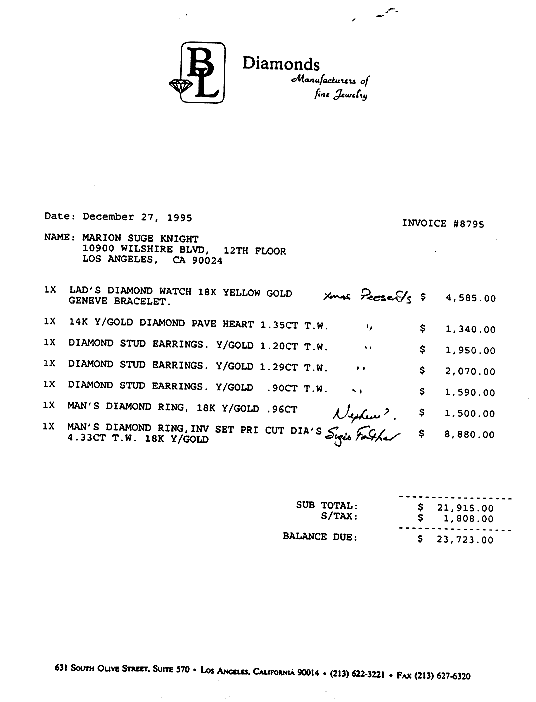 BL
Diamonds
Manufacturers of
fine Jewelry
Date: December 27, 1995
INVOICE #8795
NAME: MARION SUGE KNIGHT
10900 WILSHIRE BLVD, 12TH FLOOR
LOS ANGELES, CA 90024
1X LAD'S DIAMOND WATCH 18K YELLOW GOLD
GENEVE BRACELET. Xmas Presents $ 4,585.00
1X 14K Y/GOLD DIAMOND PAVE HEART 1.35CT T.W. " $ 1,340.00
1X DIAMOND STUD EARRINGS. Y/GOLD 1.20CT T.W. " $ 1,950.00
1X DIAMOND STUD EARRINGS. Y/GOLD 1.29CT T.W. " $ 2,070.00
1X DIAMOND STUD EARRINGS. Y/GOLD .90CT T.W. " $ 1,590.00
1X MAN'S DIAMOND RING, 18K Y/GOLD .96CT Nephew?. $ 1,500.00
1X MAN'S DIAMOND RING,INV SET PRI CUT DIA'S Suges Father $ 8,880.00
4.33CT T.W. 18K Y/GOLD
SUB TOTAL: $ 21,915.00
S/TAX: $ 1,808.00
BALANCE DUE: $ 23,723.00
631 SOUTH OLIVE STREET, SUITE 570 • LOS ANGELES, CALIFORNIA 90014 • (213) 622-3221 • FAX (213) 627-6320